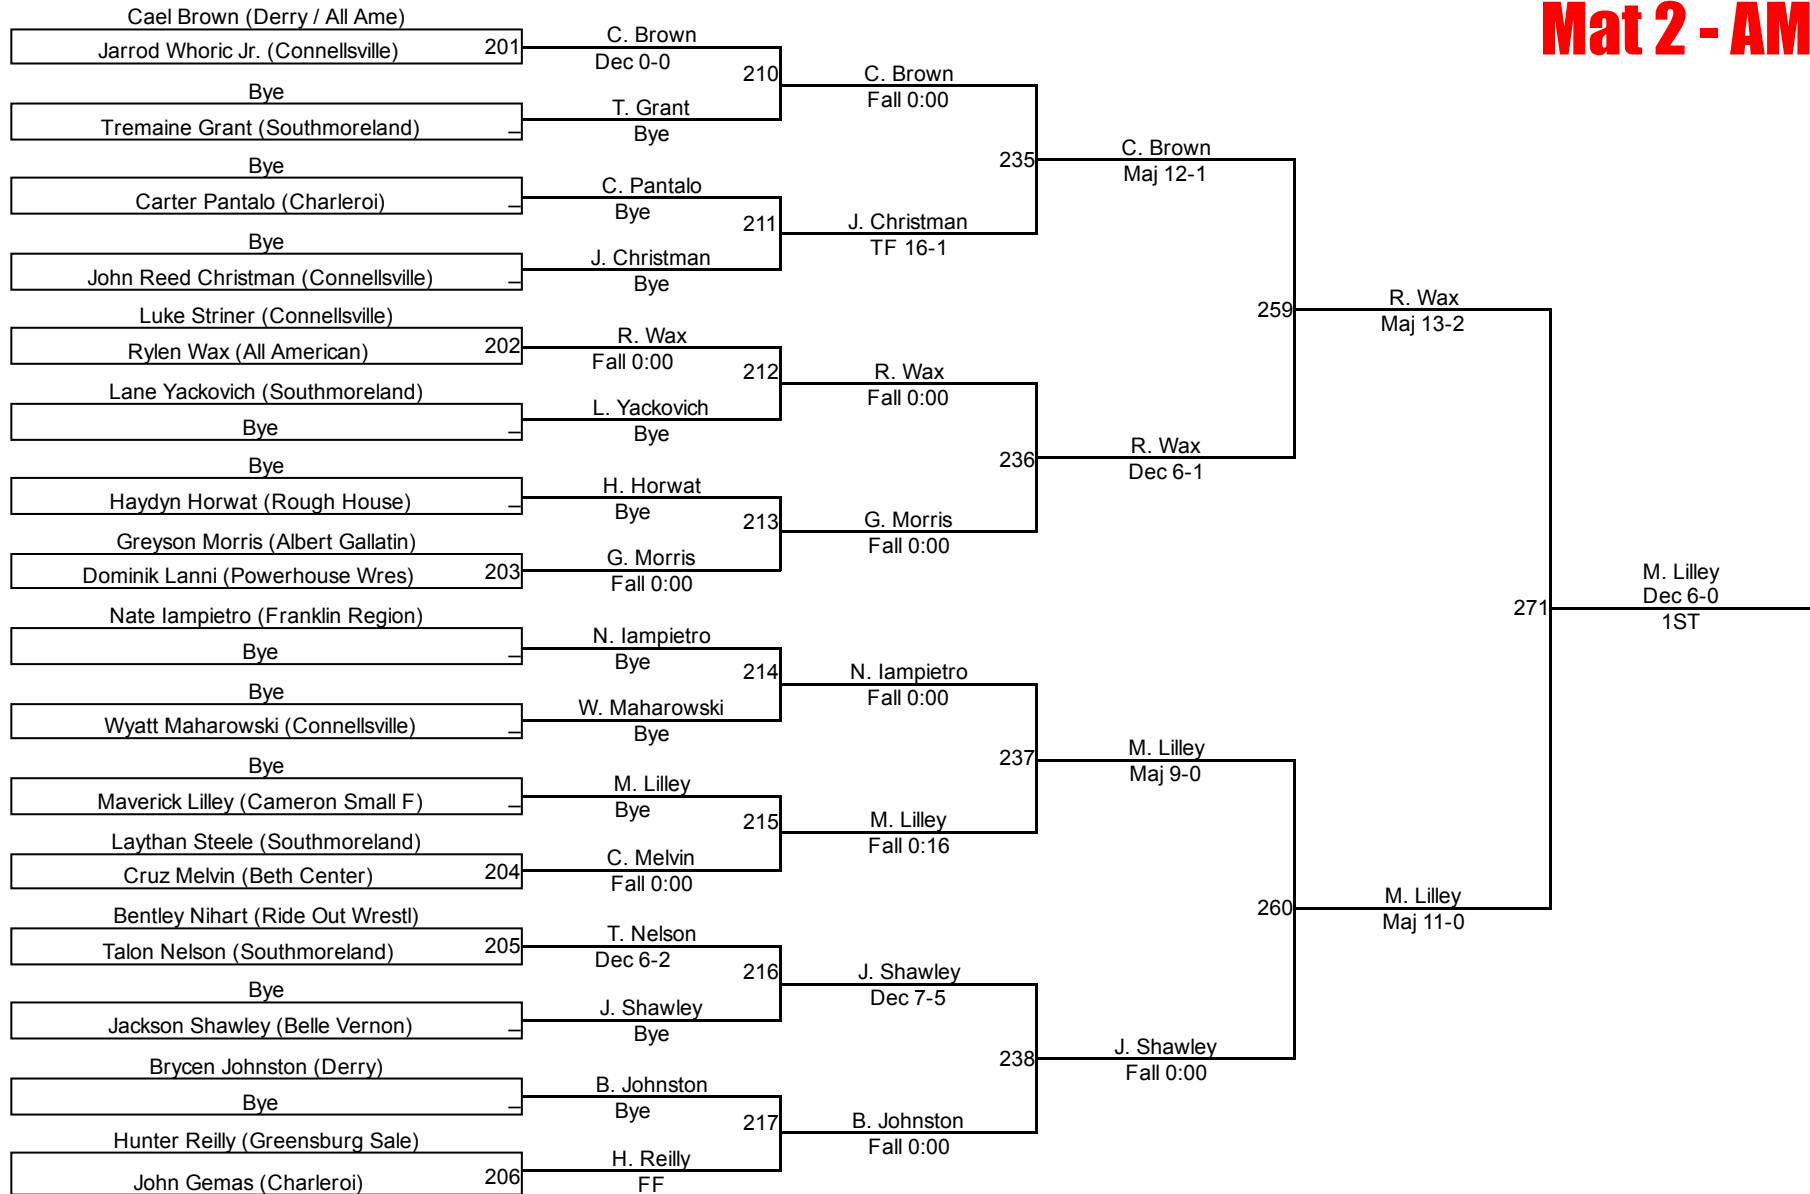 Mat 2 - AM
Cael Brown (Derry / All Ame)
Jarrod Whoric Jr. (Connellsville) 201
Bye
Tremaine Grant (Southmoreland) _
Bye
Carter Pantalo (Charleroi) _
Bye
John Reed Christman (Connellsville) _
Luke Striner (Connellsville)
Rylen Wax (All American) 202
Lane Yackovich (Southmoreland)
Bye _
Bye
Haydyn Horwat (Rough House) _
Greyson Morris (Albert Gallatin)
Dominik Lanni (Powerhouse Wres) 203
Nate Iampietro (Franklin Region)
Bye _
Bye
Wyatt Maharowski (Connellsville) _
Bye
Maverick Lilley (Cameron Small F) _
Laythan Steele (Southmoreland)
Cruz Melvin (Beth Center) 204
Bentley Nihart (Ride Out Wrestl)
Talon Nelson (Southmoreland) 205
Bye
Jackson Shawley (Belle Vernon) _
Brycen Johnston (Derry)
Bye _
Hunter Reilly (Greensburg Sale)
John Gemas (Charleroi) 206
C. Brown
Dec 0-0
210
T. Grant
Bye
C. Pantalo
Bye
211
J. Christman
Bye
R. Wax
Fall 0:00
212
L. Yackovich
Bye
H. Horwat
Bye
213
G. Morris
Fall 0:00
N. Iampietro
Bye
214
W. Maharowski
Bye
M. Lilley
Bye
215
C. Melvin
Fall 0:00
T. Nelson
Dec 6-2
216
J. Shawley
Bye
B. Johnston
Bye
217
H. Reilly
FF
C. Brown
Fall 0:00
235
J. Christman
TF 16-1
R. Wax
Fall 0:00
236
G. Morris
Fall 0:00
N. Iampietro
Fall 0:00
237
M. Lilley
Fall 0:16
J. Shawley
Dec 7-5
238
B. Johnston
Fall 0:00
C. Brown
Maj 12-1
259
R. Wax
Dec 6-1
M. Lilley
Maj 9-0
260
J. Shawley
Fall 0:00
R. Wax
Maj 13-2
271
M. Lilley
Maj 11-0
M. Lilley
Dec 6-0
1ST